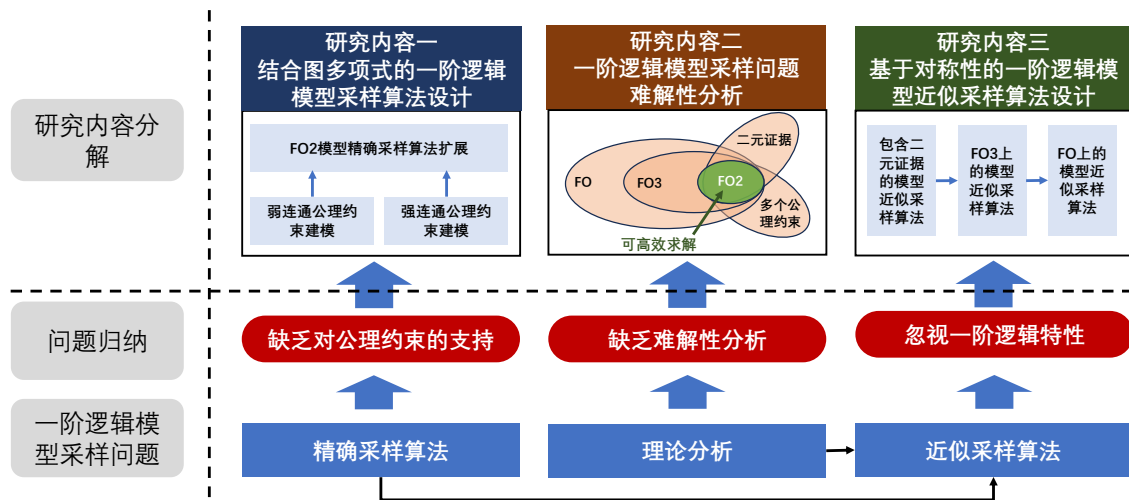 研究内容分
解
研究内容一
结合图多项式的一阶逻辑
模型采样算法设计
FO2模型精确采样算法扩展
弱连通公理约
束建模
强连通公理约
束建模
研究内容二
一阶逻辑模型采样问题
难解性分析
二元证据
FO
FO3
FO2
多个公
理约束
可高效求解
研究内容三
基于对称性的一阶逻辑模
型近似采样算法设计
包含二
元证据
的模型
近似采
样算法
FO3上
的模型
近似采
样算法
FO上的
模型近
似采样
算法
问题归纳
缺乏对公理约束的支持
缺乏难解性分析
忽视一阶逻辑特性
一阶逻辑模
型采样问题
精确采样算法
理论分析
近似采样算法